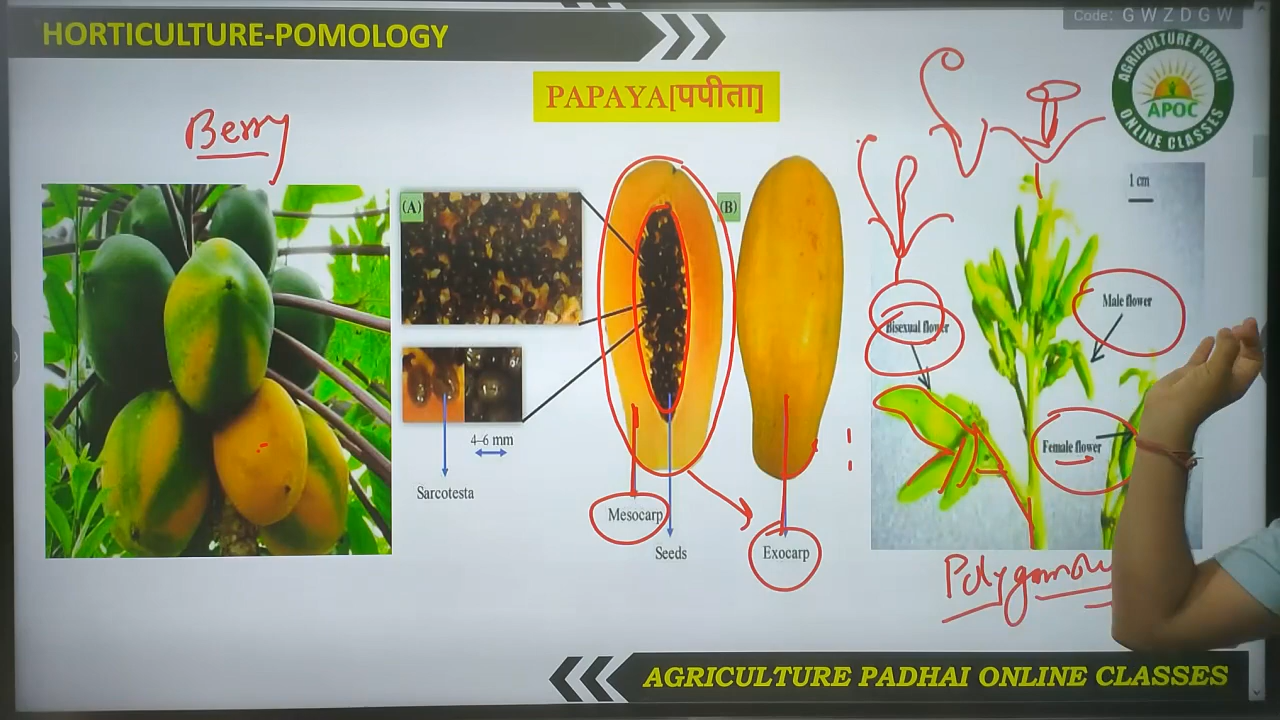 Code: G W Z D G W
HORTICULTURE-POMOLOGY
AGRICULTURE PADHAI
APOC
ONLINE CLASSES
PAPAYA[पपीता]
Berry
(A)
(B)
1 cm
Male flower
Bisexual flower
4–6 mm
Female flower
Sarcotesta
Mesocarp
Seeds
Exocarp
AGRICULTURE PADHAI ONLINE CLASSES